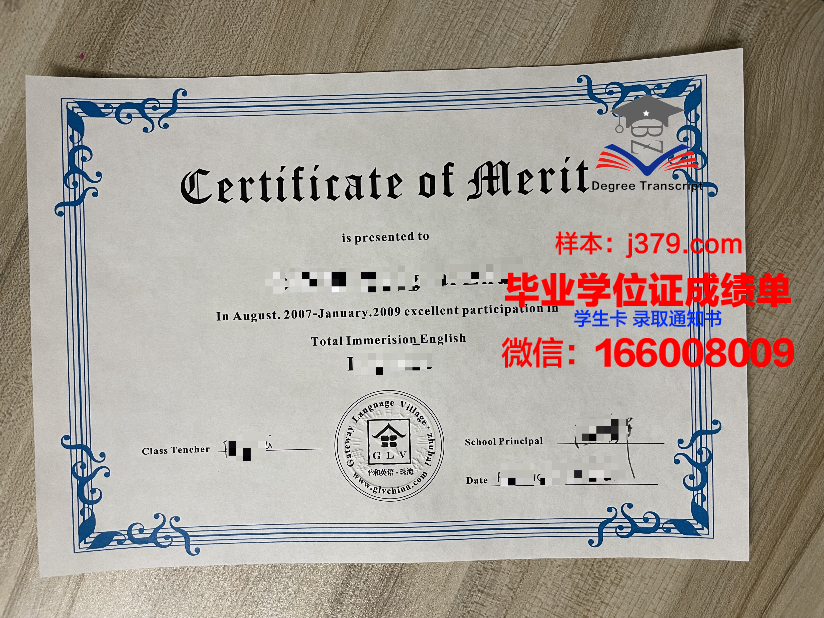 Certificate of Merit
BZ
Degree Transcript
is presented to
样本：j379.com
毕业学位证成绩单
In August. 2007-January.2009 excellent participation in
学生卡 录取通知书
Total Immerision English
微信：166008009
Gateway Language Village, zhuhai
GLV
www.glvchina.com
Class Tencher
School Principal
Date